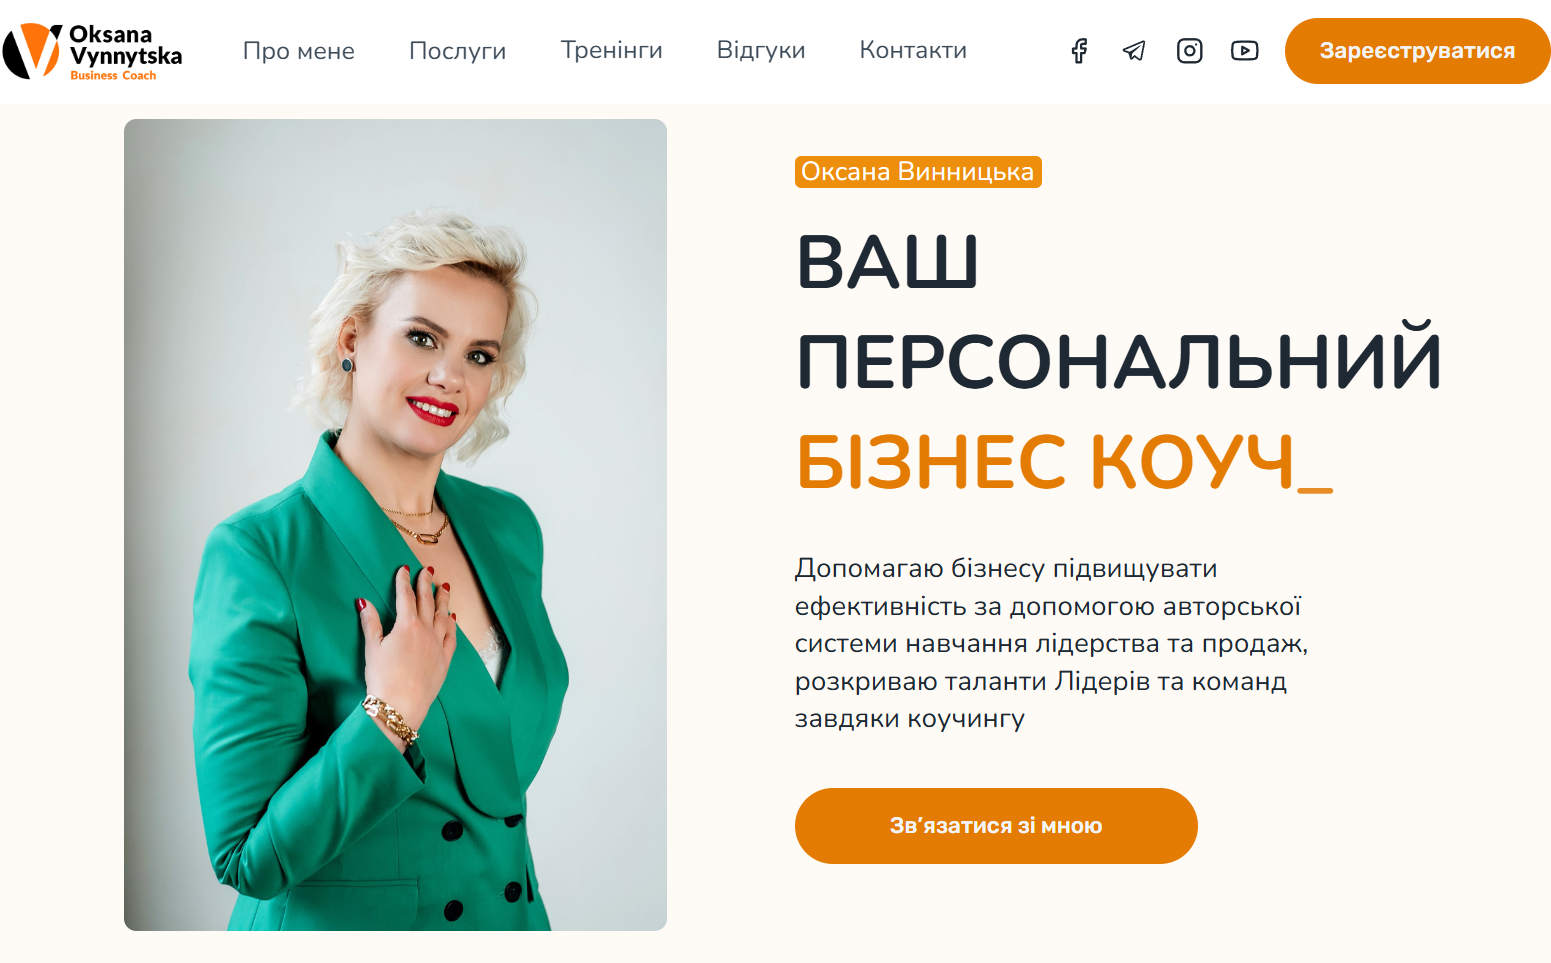 Oksana
Vynnytska
Business Coach
Про мене
Послуги
Тренінги
Відгуки
Контакти
Зареєструватися
Оксана Винницька
ВАШ
ПЕРСОНАЛЬНИЙ
БІЗНЕС КОУЧ_
Допомагаю бізнесу підвищувати
ефективність за допомогою авторської
системи навчання лідерства та продаж,
розкриваю таланти Лідерів та команд
завдяки коучингу
Зв’язатися зі мною